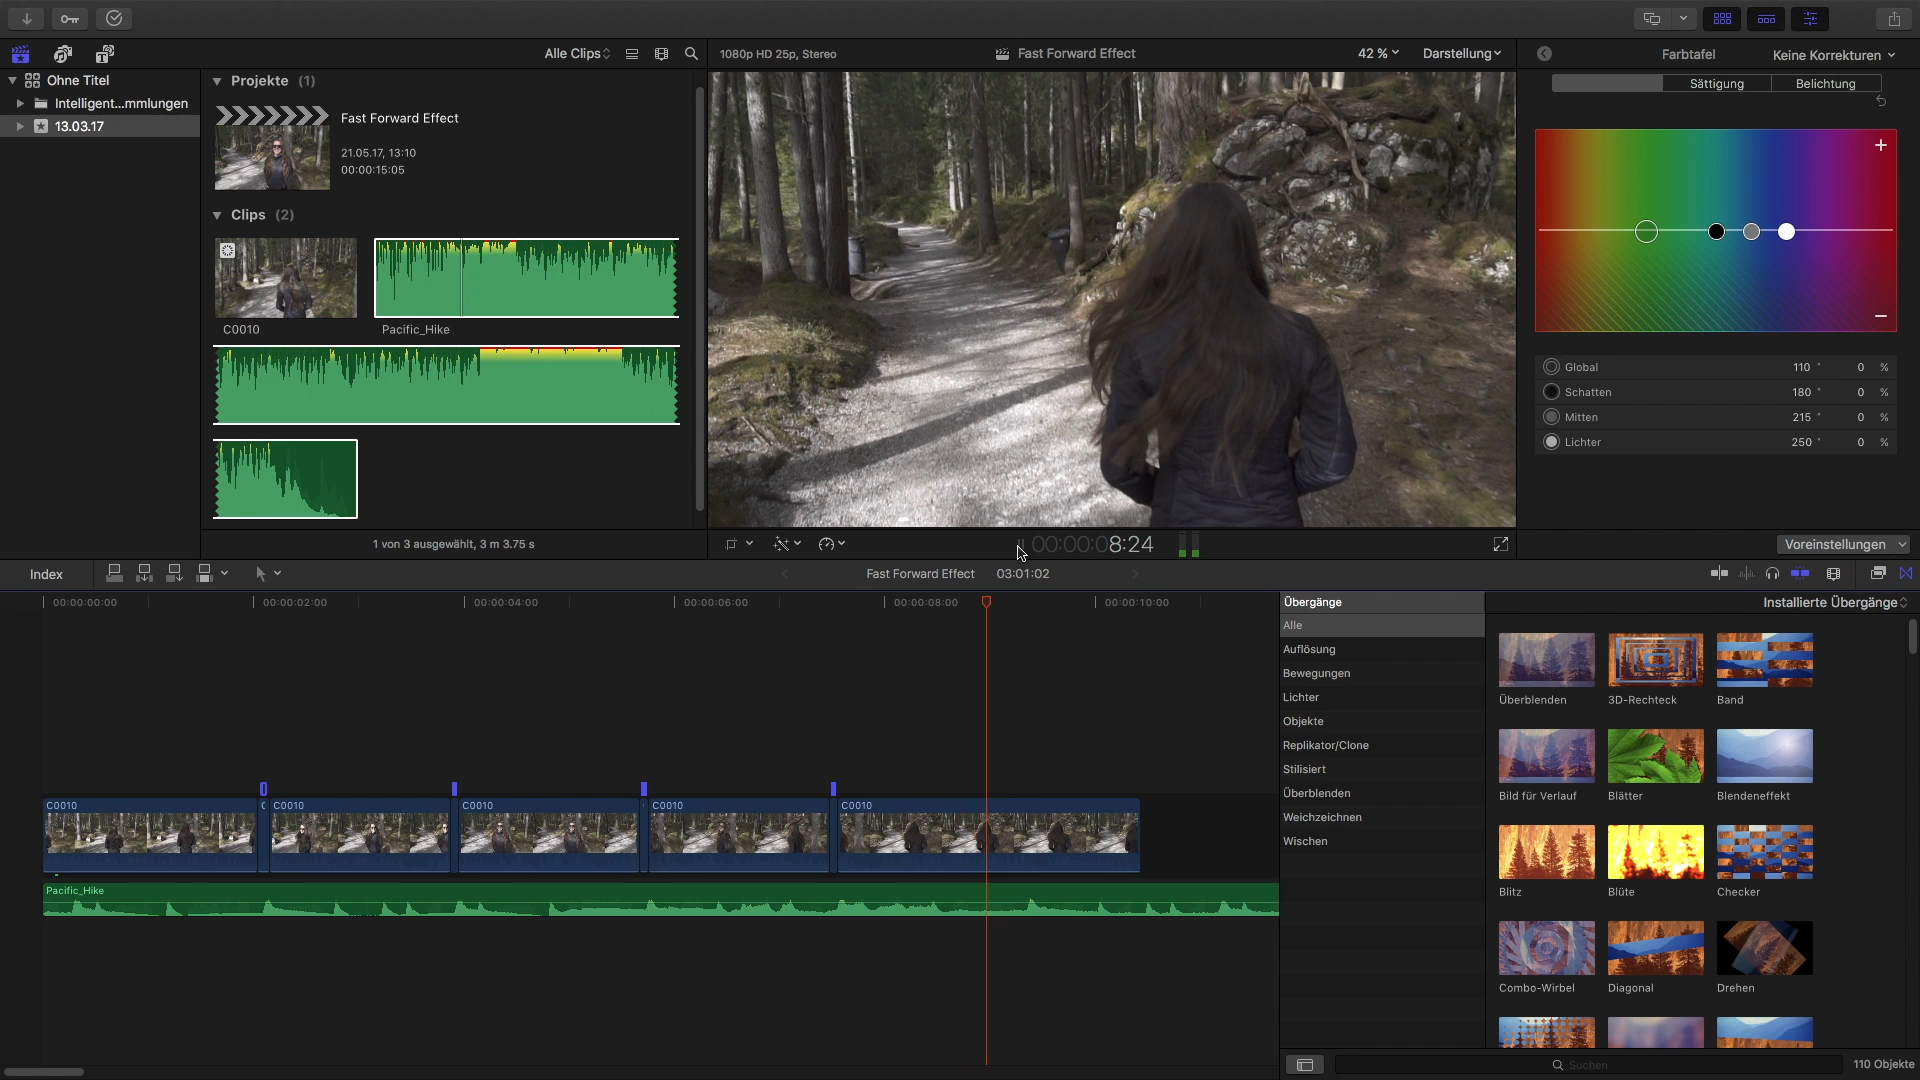 Alle Clips
1080p HD 25p, Stereo
Fast Forward Effect
42 %
Darstellung
Farbtafel
Keine Korrekturen
Ohne Titel
Intelligent...mmlungen
13.03.17
Projekte (1)
Fast Forward Effect
21.05.17, 13:10
00:00:15:05
Clips (2)
C0010
Pacific_Hike
1 von 3 ausgewählt, 3 m 3.75 s
Sättigung
Belichtung
Global 110 ° 0 %
Schatten 180 ° 0 %
Mitten 215 ° 0 %
Lichter 250 ° 0 %
00:00:08:24
Voreinstellungen
Index
Fast Forward Effect
03:01:02
00:00:00:00
00:00:02:00
00:00:04:00
00:00:06:00
00:00:08:00
00:00:10:00
C0010
C
C0010
C0010
C0010
C0010
Pacific_Hike
Übergänge
Alle
Auflösung
Bewegungen
Lichter
Objekte
Replikator/Clone
Stilisiert
Überblenden
Weichzeichnen
Wischen
Installierte Übergänge
Überblenden
3D-Rechteck
Band
Bild für Verlauf
Blätter
Blendeneffekt
Blitz
Blüte
Checker
Combo-Wirbel
Diagonal
Drehen
Suchen
110 Objekte